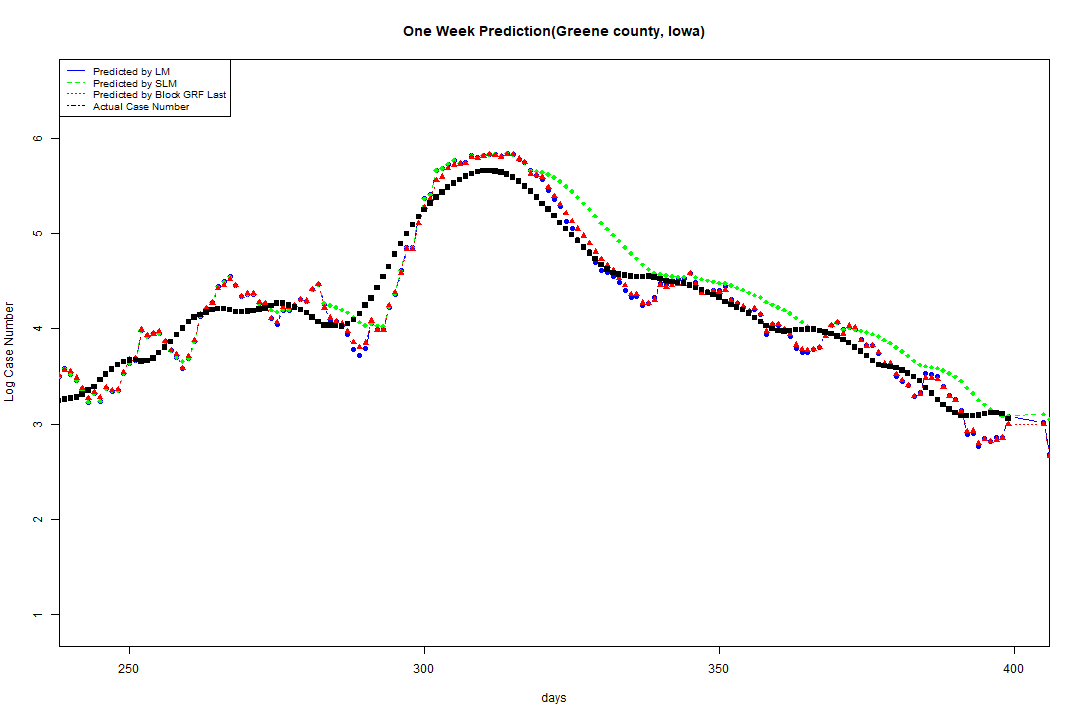 One Week Prediction(Greene county, Iowa)
Predicted by LM
Predicted by SLM
Predicted by Block GRF Last
Actual Case Number
Log Case Number
6
5
4
3
2
1
250 300 350 400
days